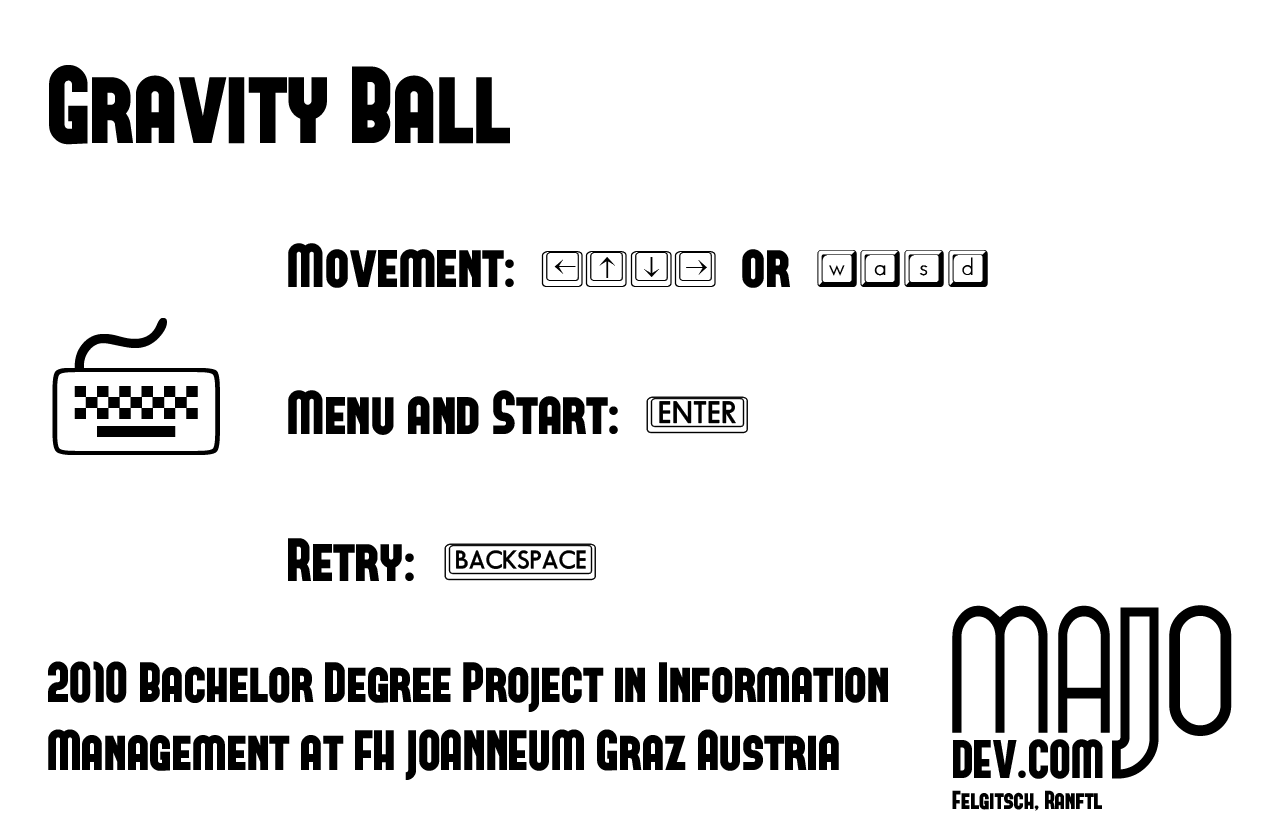 Gravity Ball
Movement: ← ↑ ↓ → or w a s d
Menu and Start: ENTER
Retry: BACKSPACE
2010 Bachelor Degree Project in Information
Management at FH JOANNEUM Graz Austria
MAJO
DEV.COM
Felgitsch, Ranftl